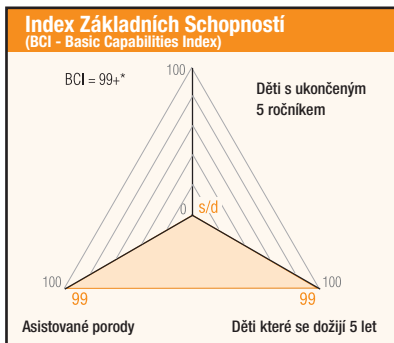 Index Základních Schopností
(BCI - Basic Capabilities Index)
BCI = 99+*
100
Děti s ukončeným
5 ročníkem
0
s/d
100
100
99
99
Asistované porody
Děti které se dožijí 5 let